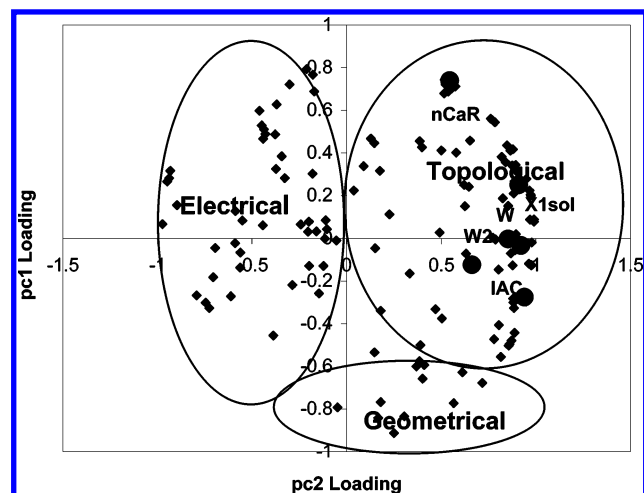 1
0.8
0.6
nCaR
0.4
Topological
0.2
Electrical
X1sol
W
W2
0
-1.5
-1
-0.5
0
0.5
1
1.5
-0.2
IAC
-0.4
-0.6
-0.8
Geometrical
-1
pc1 Loading
pc2 Loading